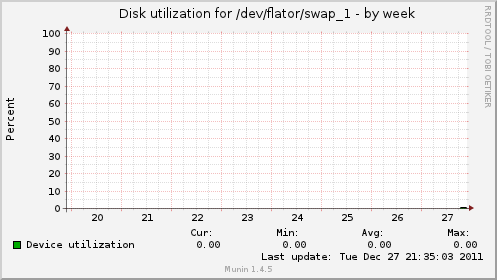 Disk utilization for /dev/flator/swap_1 - by week
RRDTOOL / TOBI OETIKER
Percent
100
90
80
70
60
50
40
30
20
10
0
20 21 22 23 24 25 26 27
Cur: Min: Avg: Max:
Device utilization 0.00 0.00 0.00 0.00
Last update: Tue Dec 27 21:35:03 2011
Munin 1.4.5